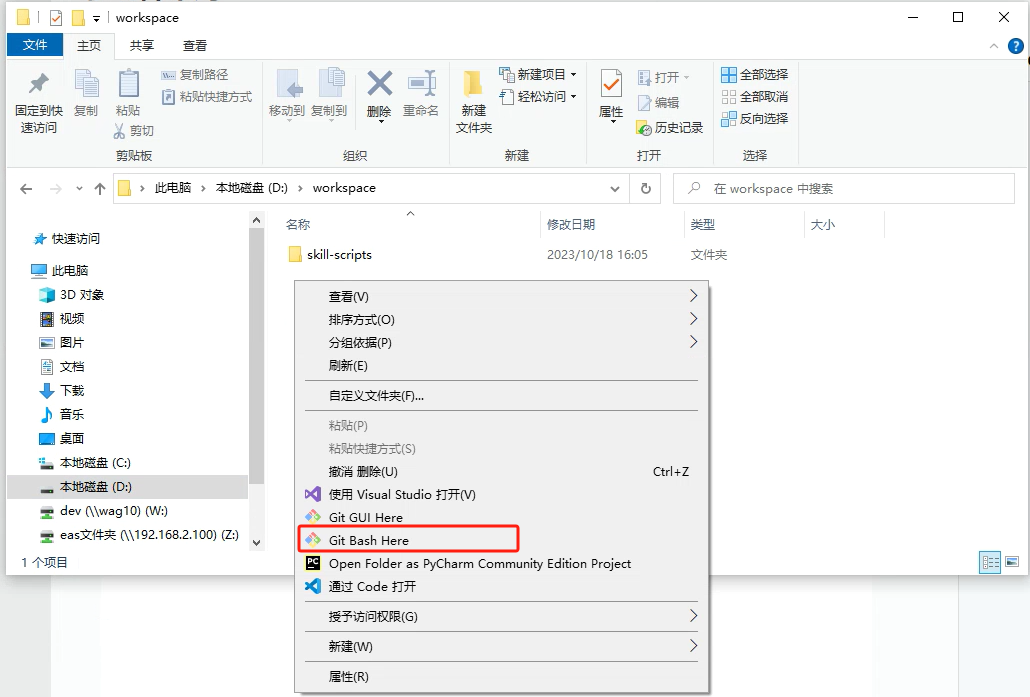 workspace
文件 主页 共享 查看
固定到快速访问
复制
粘贴
复制路径
粘贴快捷方式
剪切
剪贴板
移动到
复制到
删除
重命名
组织
新建
文件夹
新建项目
轻松访问
新建
属性
打开
编辑
历史记录
打开
全部选择
全部取消
反向选择
选择
此电脑 本地磁盘 (D:) workspace
在 workspace 中搜索
快速访问
此电脑
3D 对象
视频
图片
文档
下载
音乐
桌面
本地磁盘 (C:)
本地磁盘 (D:)
dev (\\wag10) (W:)
eas文件夹 (\\192.168.2.100) (Z:)
名称 修改日期 类型 大小
skill-scripts 2023/10/18 16:05 文件夹
查看(V)
排序方式(O)
分组依据(P)
刷新(E)
自定义文件夹(F)...
粘贴(P)
粘贴快捷方式(S)
撤消 删除(U) Ctrl+Z
使用 Visual Studio 打开(V)
Git GUI Here
Git Bash Here
PC Open Folder as PyCharm Community Edition Project
通过 Code 打开
授予访问权限(G)
新建(W)
属性(R)
1 个项目